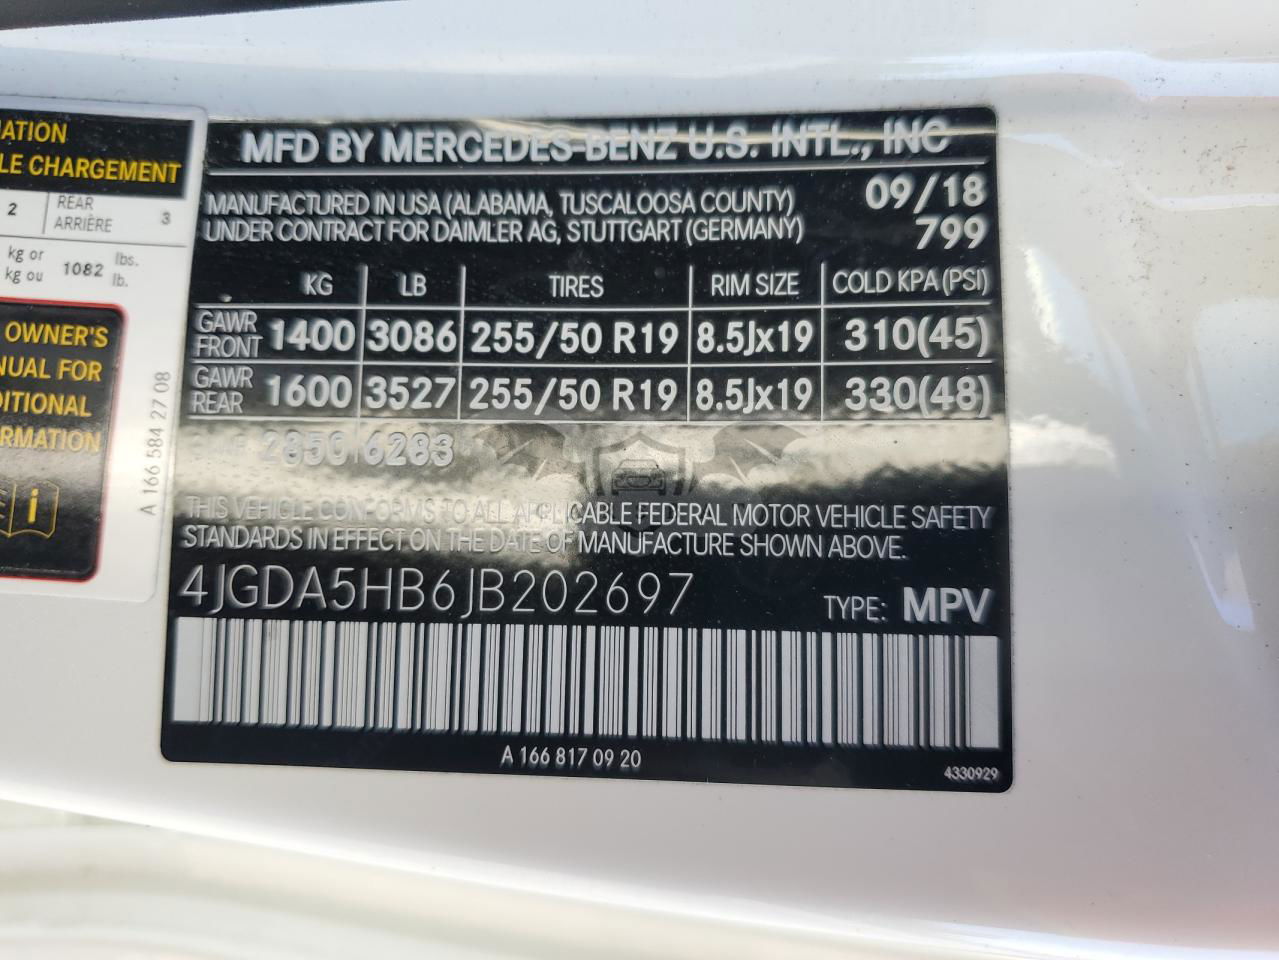 MATION
LE CHARGEMENT
2 REAR ARRIÈRE 3
kg or kg ou 1082 lbs. lb.
OWNER'S
NUAL FOR
DITIONAL
RMATION
i
A 166 584 27 08
MFD BY MERCEDES-BENZ U.S. INTL., INC
MANUFACTURED IN USA (ALABAMA, TUSCALOOSA COUNTY) 09/18
UNDER CONTRACT FOR DAIMLER AG, STUTTGART (GERMANY) 799
KG LB TIRES RIM SIZE COLD KPA (PSI)
GAWR FRONT 1400 3086 255/50 R19 8.5Jx19 310(45)
GAWR REAR 1600 3527 255/50 R19 8.5Jx19 330(48)
2850 6283
THIS VEHICLE CONFORMS TO ALL APPLICABLE FEDERAL MOTOR VEHICLE SAFETY
STANDARDS IN EFFECT ON THE DATE OF MANUFACTURE SHOWN ABOVE.
4JGDA5HB6JB202697 TYPE: MPV
A 166 817 09 20
4330929